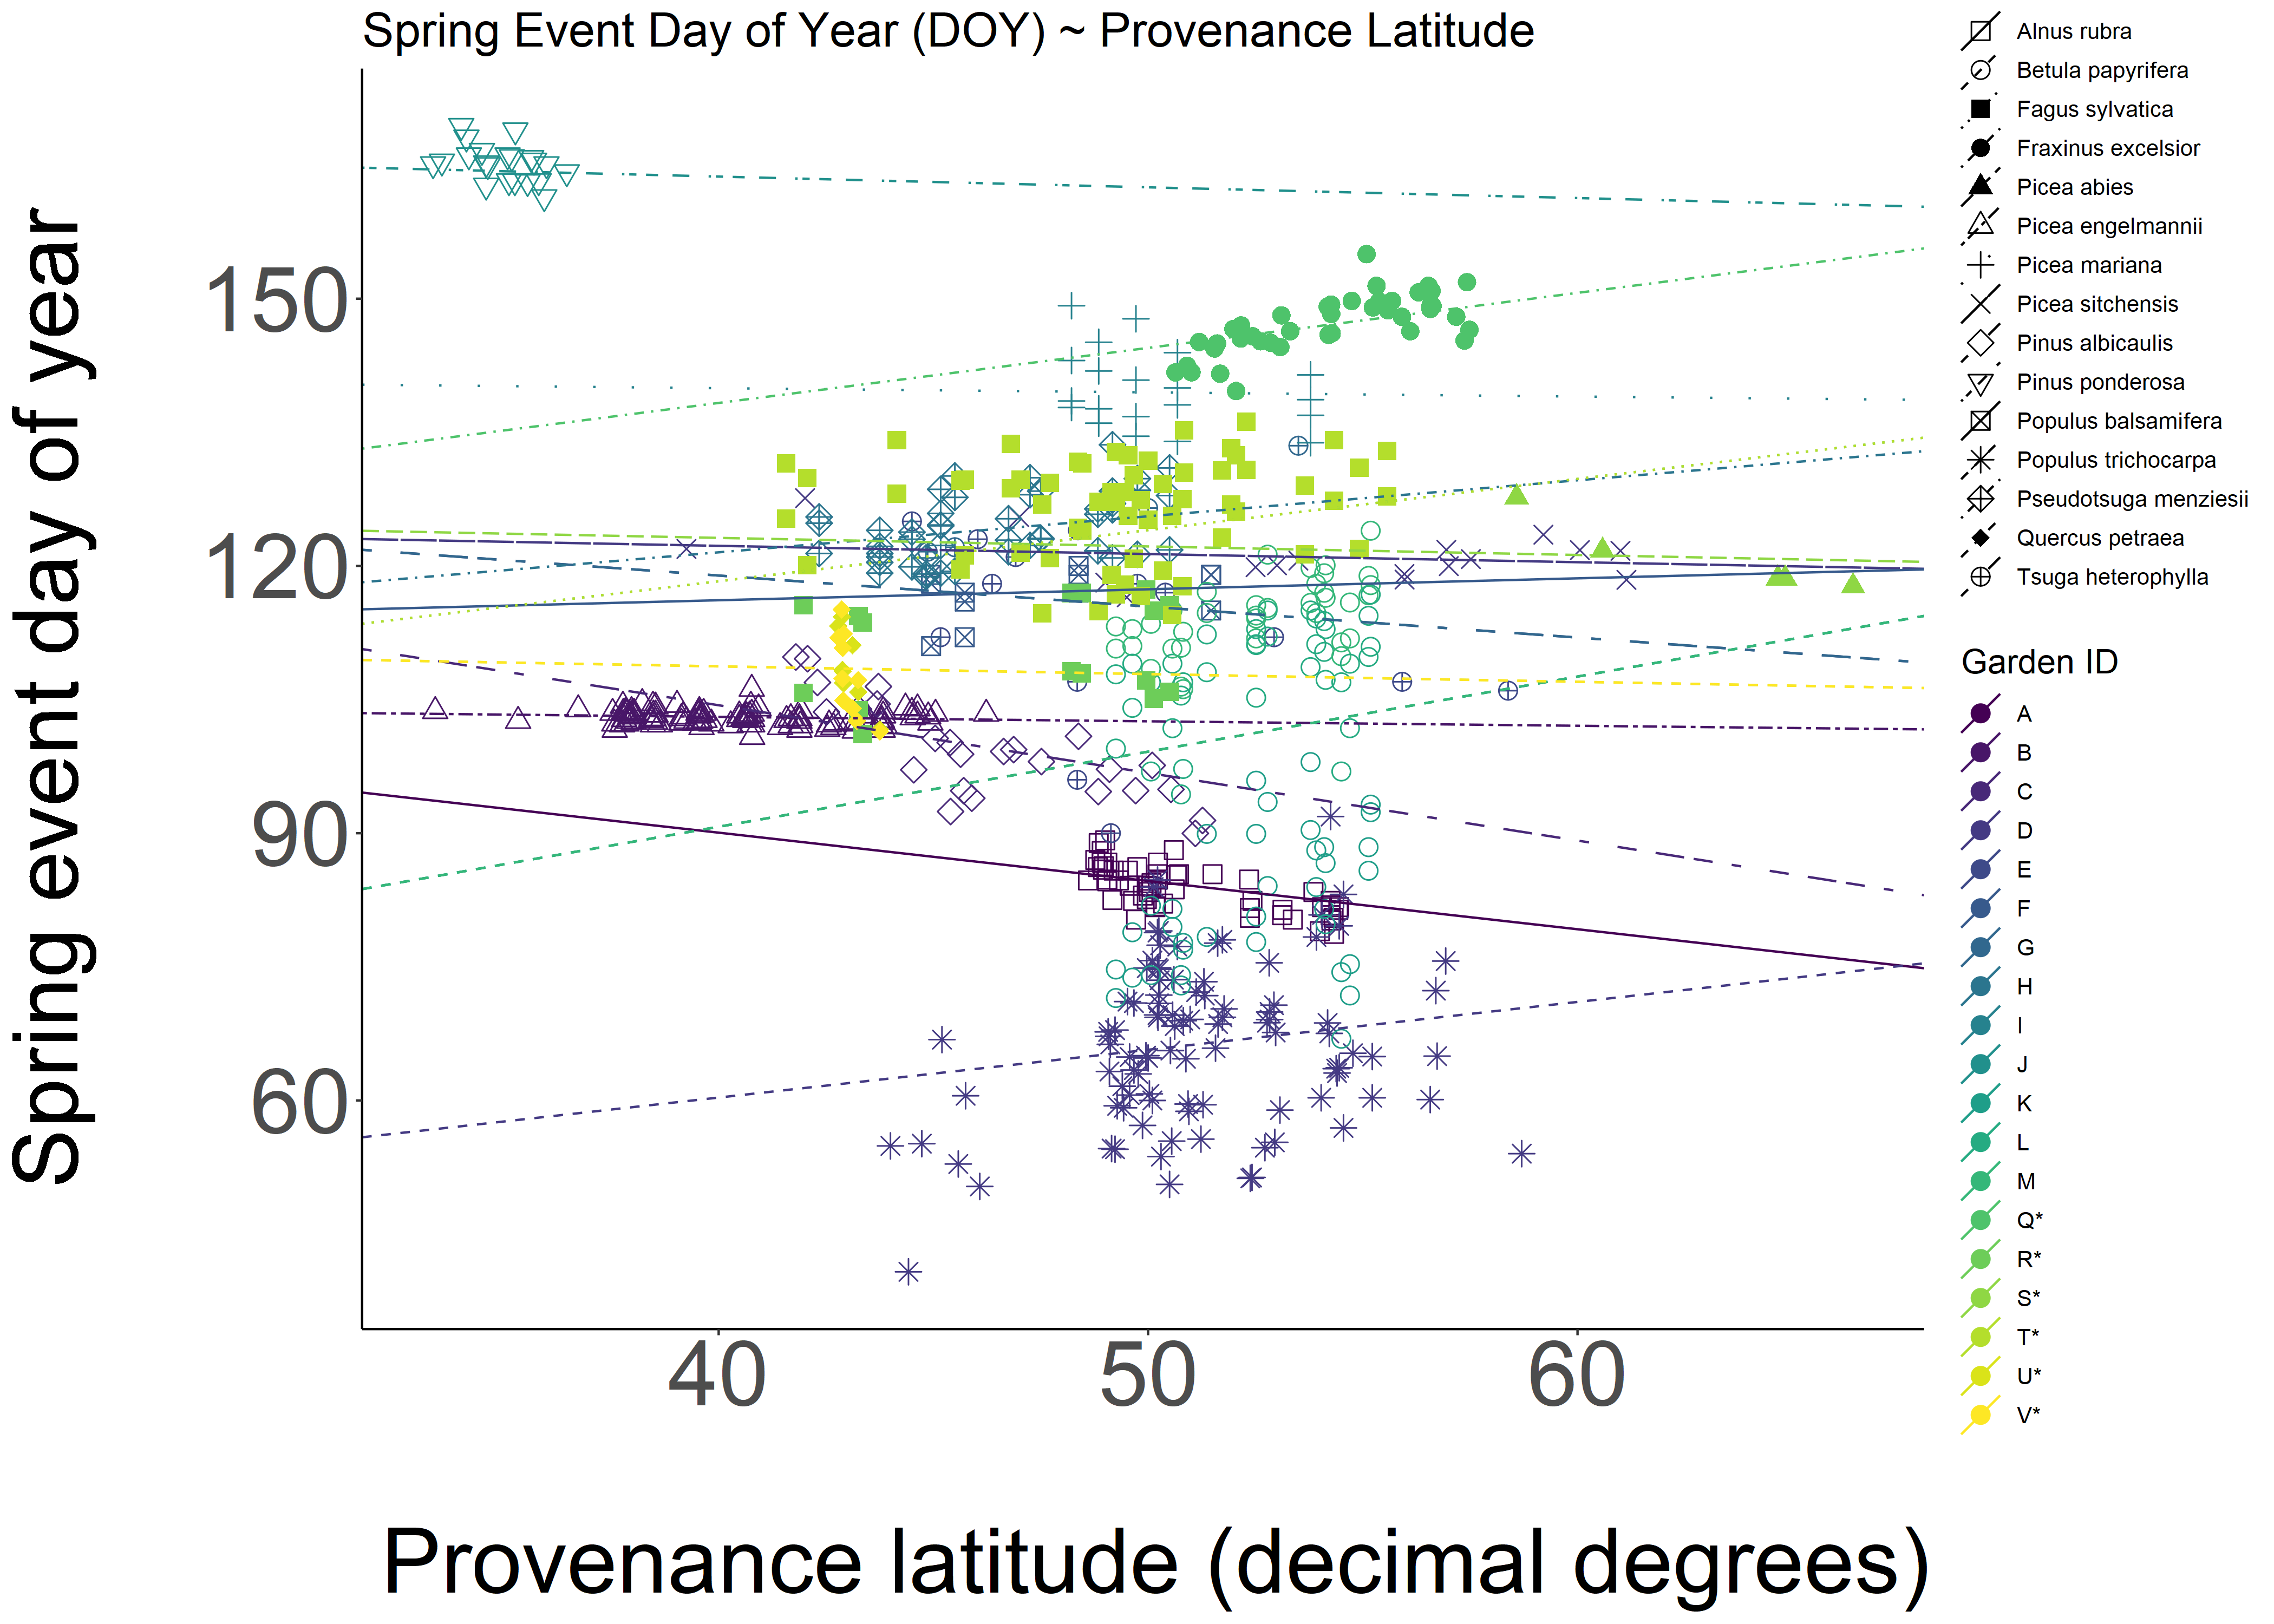 Spring Event Day of Year (DOY) ~ Provenance Latitude
Spring event day of year
150
120
90
60
40
50
60
Provenance latitude (decimal degrees)
Alnus rubra
Betula papyrifera
Fagus sylvatica
Fraxinus excelsior
Picea abies
Picea engelmannii
Picea mariana
Picea sitchensis
Pinus albicaulis
Pinus ponderosa
Populus balsamifera
Populus trichocarpa
Pseudotsuga menziesii
Quercus petraea
Tsuga heterophylla
Garden ID
A
B
C
D
E
F
G
H
I
J
K
L
M
Q*
R*
S*
T*
U*
V*